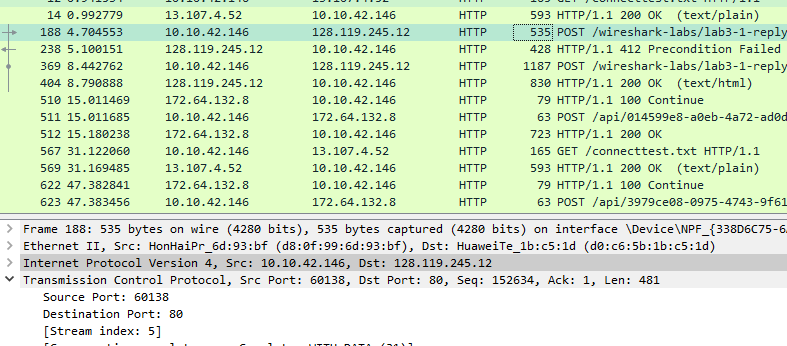 14 0.992779 13.107.4.52 10.10.42.146 HTTP 593 HTTP/1.1 200 OK (text/plain)
188 4.704553 10.10.42.146 128.119.245.12 HTTP 535 POST /wireshark-labs/lab3-1-reply
238 5.100151 128.119.245.12 10.10.42.146 HTTP 428 HTTP/1.1 412 Precondition Failed
369 8.442762 10.10.42.146 128.119.245.12 HTTP 1187 POST /wireshark-labs/lab3-1-reply
404 8.790888 128.119.245.12 10.10.42.146 HTTP 830 HTTP/1.1 200 OK (text/html)
510 15.011469 172.64.132.8 10.10.42.146 HTTP 79 HTTP/1.1 100 Continue
511 15.011685 10.10.42.146 172.64.132.8 HTTP 63 POST /api/014599e8-a0eb-4a72-ad0d
512 15.180238 172.64.132.8 10.10.42.146 HTTP 723 HTTP/1.1 200 OK
567 31.122060 10.10.42.146 13.107.4.52 HTTP 165 GET /connecttest.txt HTTP/1.1
569 31.169485 13.107.4.52 10.10.42.146 HTTP 593 HTTP/1.1 200 OK (text/plain)
622 47.382841 172.64.132.8 10.10.42.146 HTTP 79 HTTP/1.1 100 Continue
623 47.383456 10.10.42.146 172.64.132.8 HTTP 63 POST /api/3979ce08-0975-4743-9f61
Frame 188: 535 bytes on wire (4280 bits), 535 bytes captured (4280 bits) on interface \Device\NPF_{338D6C75-6
Ethernet II, Src: HonHaiPr_6d:93:bf (d8:0f:99:6d:93:bf), Dst: HuaweiTe_1b:c5:1d (d0:c6:5b:1b:c5:1d)
Internet Protocol Version 4, Src: 10.10.42.146, Dst: 128.119.245.12
Transmission Control Protocol, Src Port: 60138, Dst Port: 80, Seq: 152634, Ack: 1, Len: 481
Source Port: 60138
Destination Port: 80
[Stream index: 5]